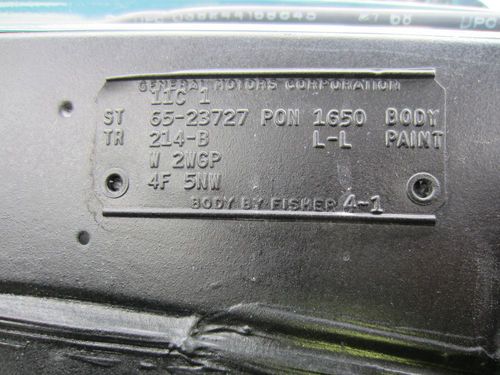 GENERAL MOTORS CORPORATION
11C 1
ST 65-23727 PON 1650 BODY
TR 214-B L-L PAINT
W 2WGP
4F 5NW
BODY BY FISHER 4-1